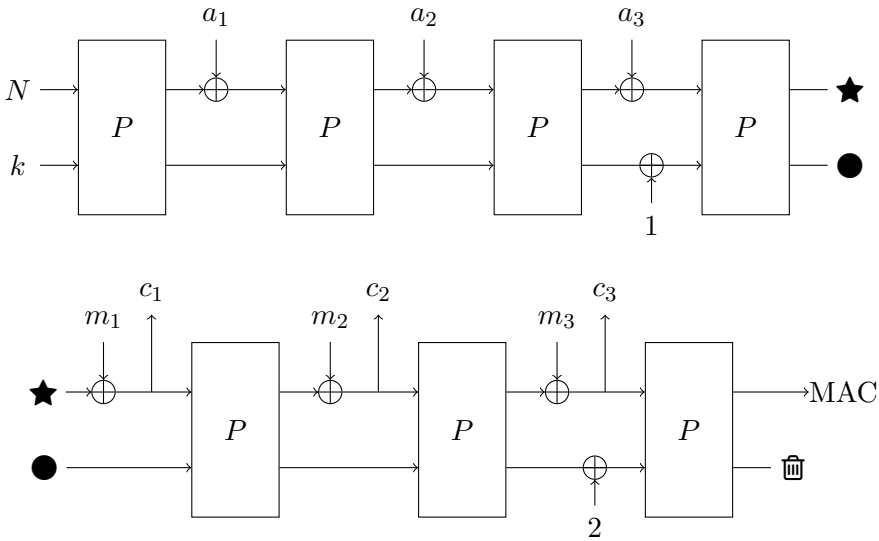 a₁ a₂ a₃
N
P P P P
k
1
c₁ c₂ c₃
m₁ m₂ m₃
MAC
P P P
2